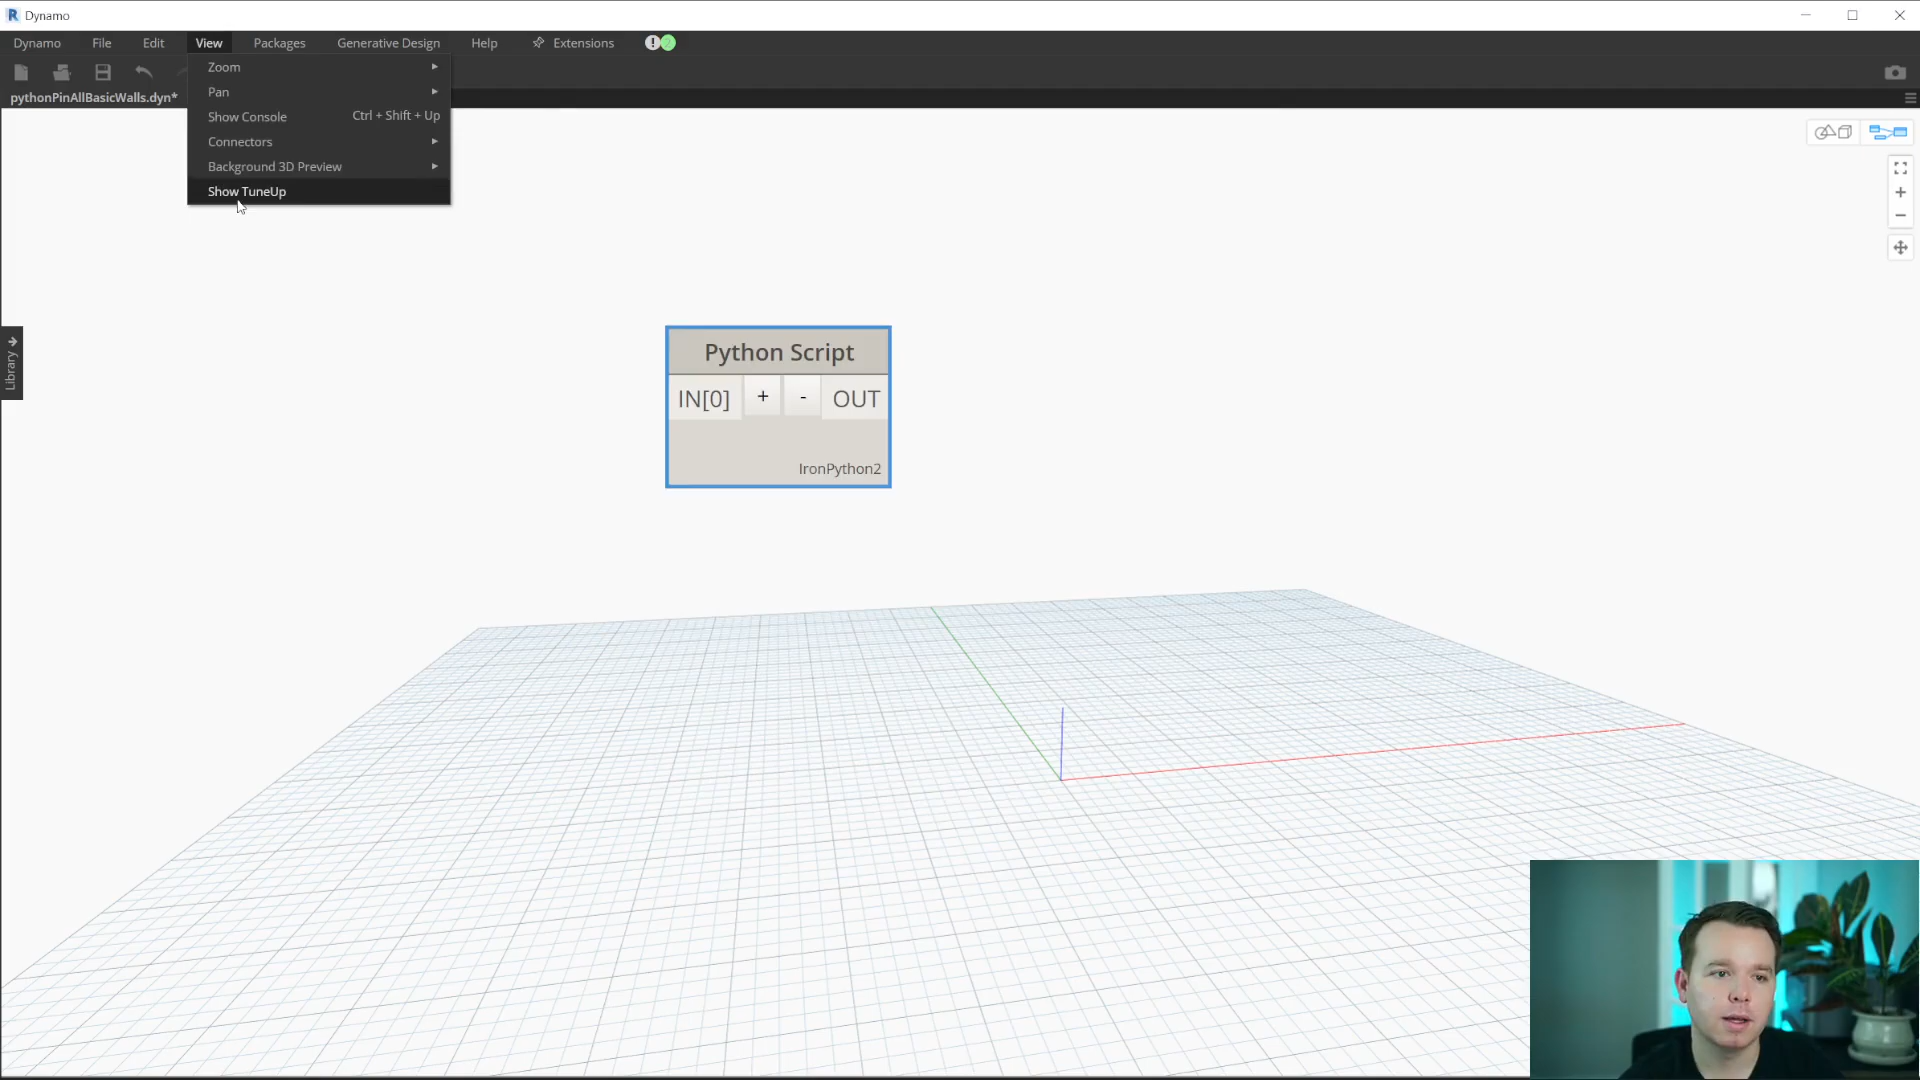 Dynamo
Dynamo File Edit View Packages Generative Design Help Extensions !
pythonPinAllBasicWalls.dyn*
Zoom
Pan
Show Console Ctrl + Shift + Up
Connectors
Background 3D Preview
Show TuneUp
Library
Python Script
IN[0] + - OUT
IronPython2